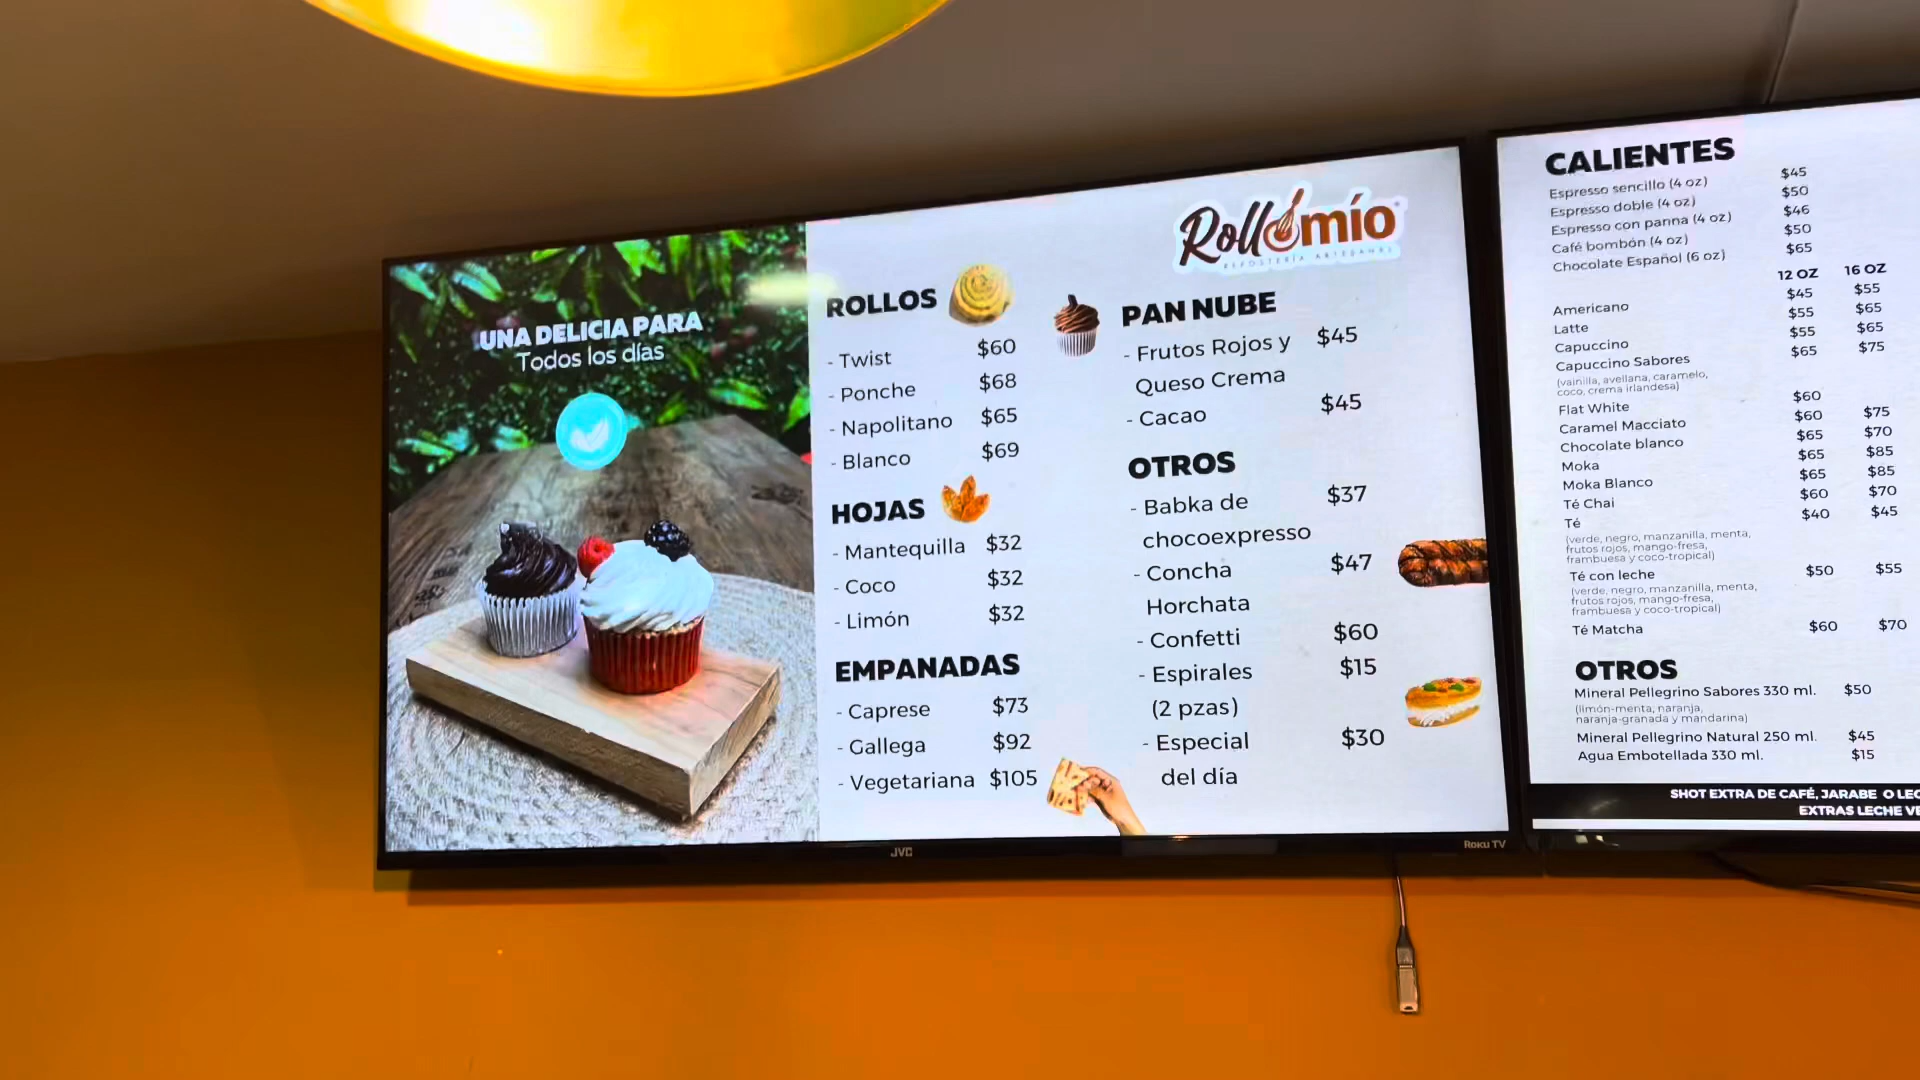 UNA DELICIA PARA
Todos los días
Rollomío
REPOSTERÍA ARTESANAL
ROLLOS
- Twist $60
- Ponche $68
- Napolitano $65
- Blanco $69
HOJAS
- Mantequilla $32
- Coco $32
- Limón $32
EMPANADAS
- Caprese $73
- Gallega $92
- Vegetariana $105
PAN NUBE
- Frutos Rojos y $45
Queso Crema
- Cacao $45
OTROS
- Babka de $37
chocoexpresso
- Concha $47
Horchata
- Confetti $60
- Espirales $15
(2 pzas)
- Especial $30
del día
JVC
Roku TV
CALIENTES
Espresso sencillo (4 oz) $45
Espresso doble (4 oz) $50
Espresso con panna (4 oz) $46
Café bombón (4 oz) $50
Chocolate Español (6 oz) $65
12 OZ 16 OZ
Americano $45 $55
Latte $55 $65
Capuccino $55 $65
Capuccino Sabores $65 $75
(vainilla, avellana, caramelo,
coco, crema irlandesa)
Flat White $60
Caramel Macciato $60 $75
Chocolate blanco $65 $70
Moka $65 $85
Moka Blanco $65 $85
Té Chai $60 $70
Té $40 $45
(verde, negro, manzanilla, menta,
frutos rojos, mango-fresa,
frambuesa y coco-tropical)
Té con leche $50 $55
(verde, negro, manzanilla, menta,
frutos rojos, mango-fresa,
frambuesa y coco-tropical)
Té Matcha $60 $70
OTROS
Mineral Pellegrino Sabores 330 ml. $50
(limón-menta, naranja,
naranja-granada y mandarina)
Mineral Pellegrino Natural 250 ml. $45
Agua Embotellada 330 ml. $15
SHOT EXTRA DE CAFÉ, JARABE O LEC
EXTRAS LECHE VE